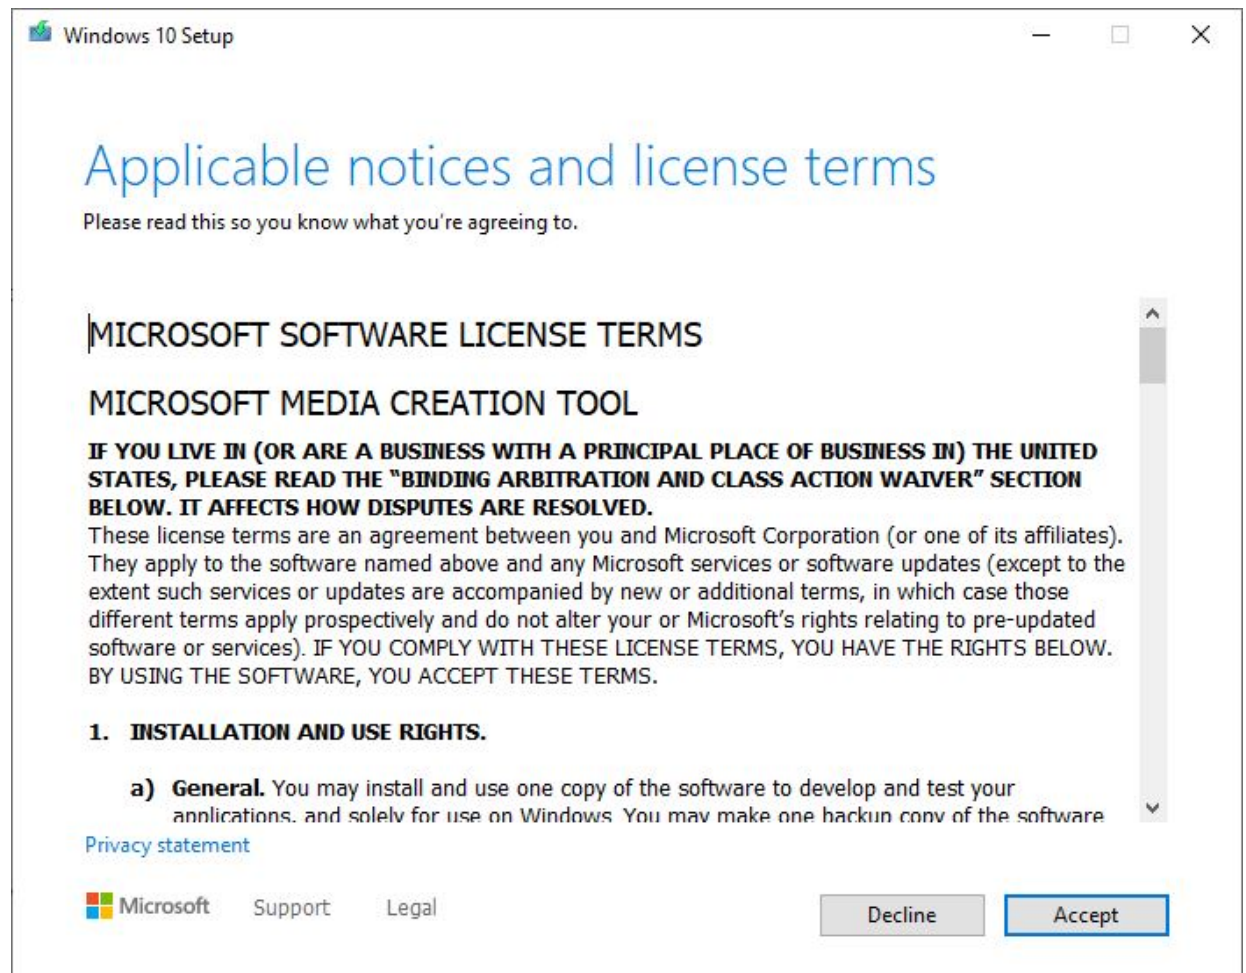 Windows 10 Setup
Applicable notices and license terms
Please read this so you know what you're agreeing to.
MICROSOFT SOFTWARE LICENSE TERMS
MICROSOFT MEDIA CREATION TOOL
IF YOU LIVE IN (OR ARE A BUSINESS WITH A PRINCIPAL PLACE OF BUSINESS IN) THE UNITED
STATES, PLEASE READ THE “BINDING ARBITRATION AND CLASS ACTION WAIVER” SECTION
BELOW. IT AFFECTS HOW DISPUTES ARE RESOLVED.
These license terms are an agreement between you and Microsoft Corporation (or one of its affiliates).
They apply to the software named above and any Microsoft services or software updates (except to the
extent such services or updates are accompanied by new or additional terms, in which case those
different terms apply prospectively and do not alter your or Microsoft’s rights relating to pre-updated
software or services). IF YOU COMPLY WITH THESE LICENSE TERMS, YOU HAVE THE RIGHTS BELOW.
BY USING THE SOFTWARE, YOU ACCEPT THESE TERMS.
1. INSTALLATION AND USE RIGHTS.
a) General. You may install and use one copy of the software to develop and test your
applications, and solely for use on Windows. You may make one backup copy of the software
Privacy statement
Microsoft Support Legal
Decline Accept